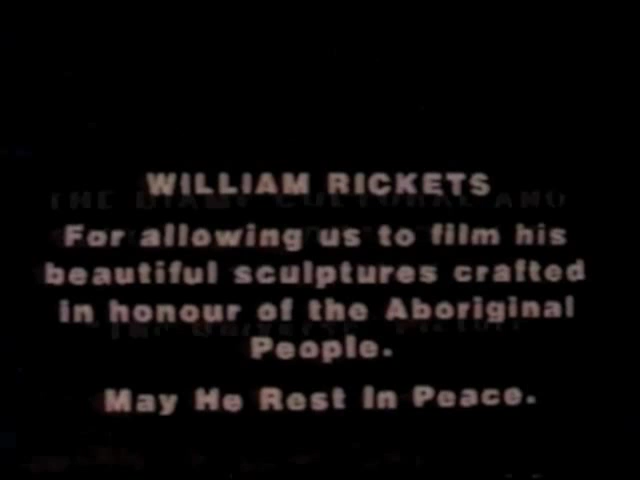 WILLIAM RICKETS
For allowing us to film his
beautiful sculptures crafted
in honour of the Aboriginal
People.
May He Rest In Peace.